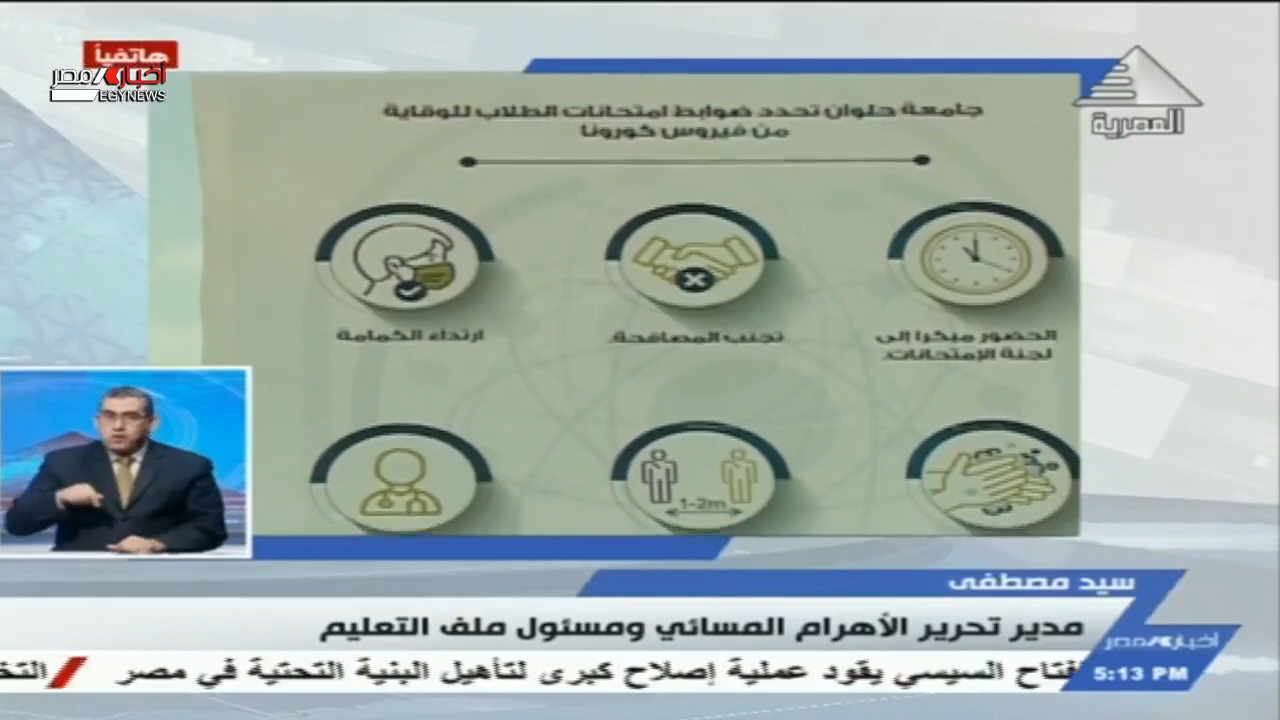 هاتفياً
أخبار مصر
EGYNEWS
المصرية
جامعة حلوان تحدد ضوابط امتحانات الطلاب للوقاية
من فيروس كورونا
الحضور مبكرا إلى
لجنة الإمتحانات.
تجنب المصافحة.
ارتداء الكمامة
1-2m
سيد مصطفى
مدير تحرير الأهرام المسائي ومسئول ملف التعليم
أخبار مصر
السيسي يقود عملية إصلاح كبرى لتأهيل البنية التحتية في مصر
5:13 PM